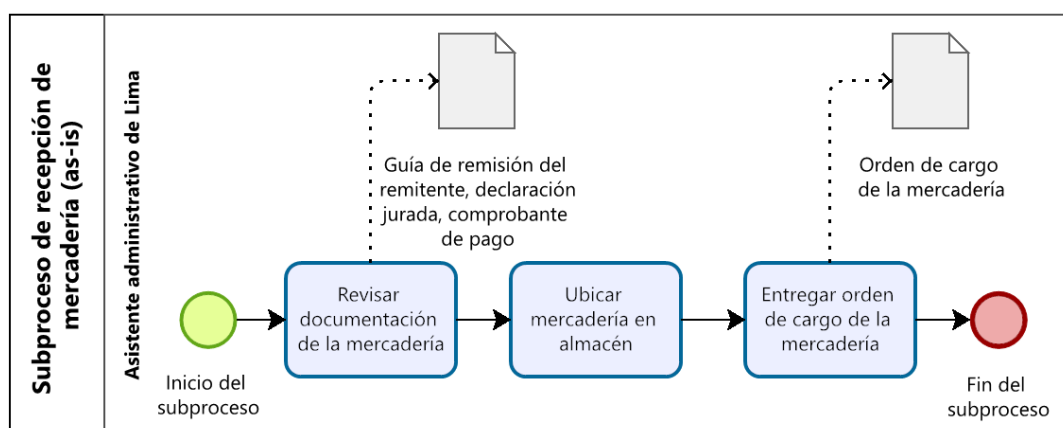 Subproceso de recepción de
mercadería (as-is)
Asistente administrativo de Lima
Guía de remisión del
remitente, declaración
jurada, comprobante
de pago
Orden de cargo
de la mercadería
Revisar
documentación
de la mercadería
Ubicar
mercadería en
almacén
Entregar orden
de cargo de la
mercadería
Inicio del
subproceso
Fin del
subproceso